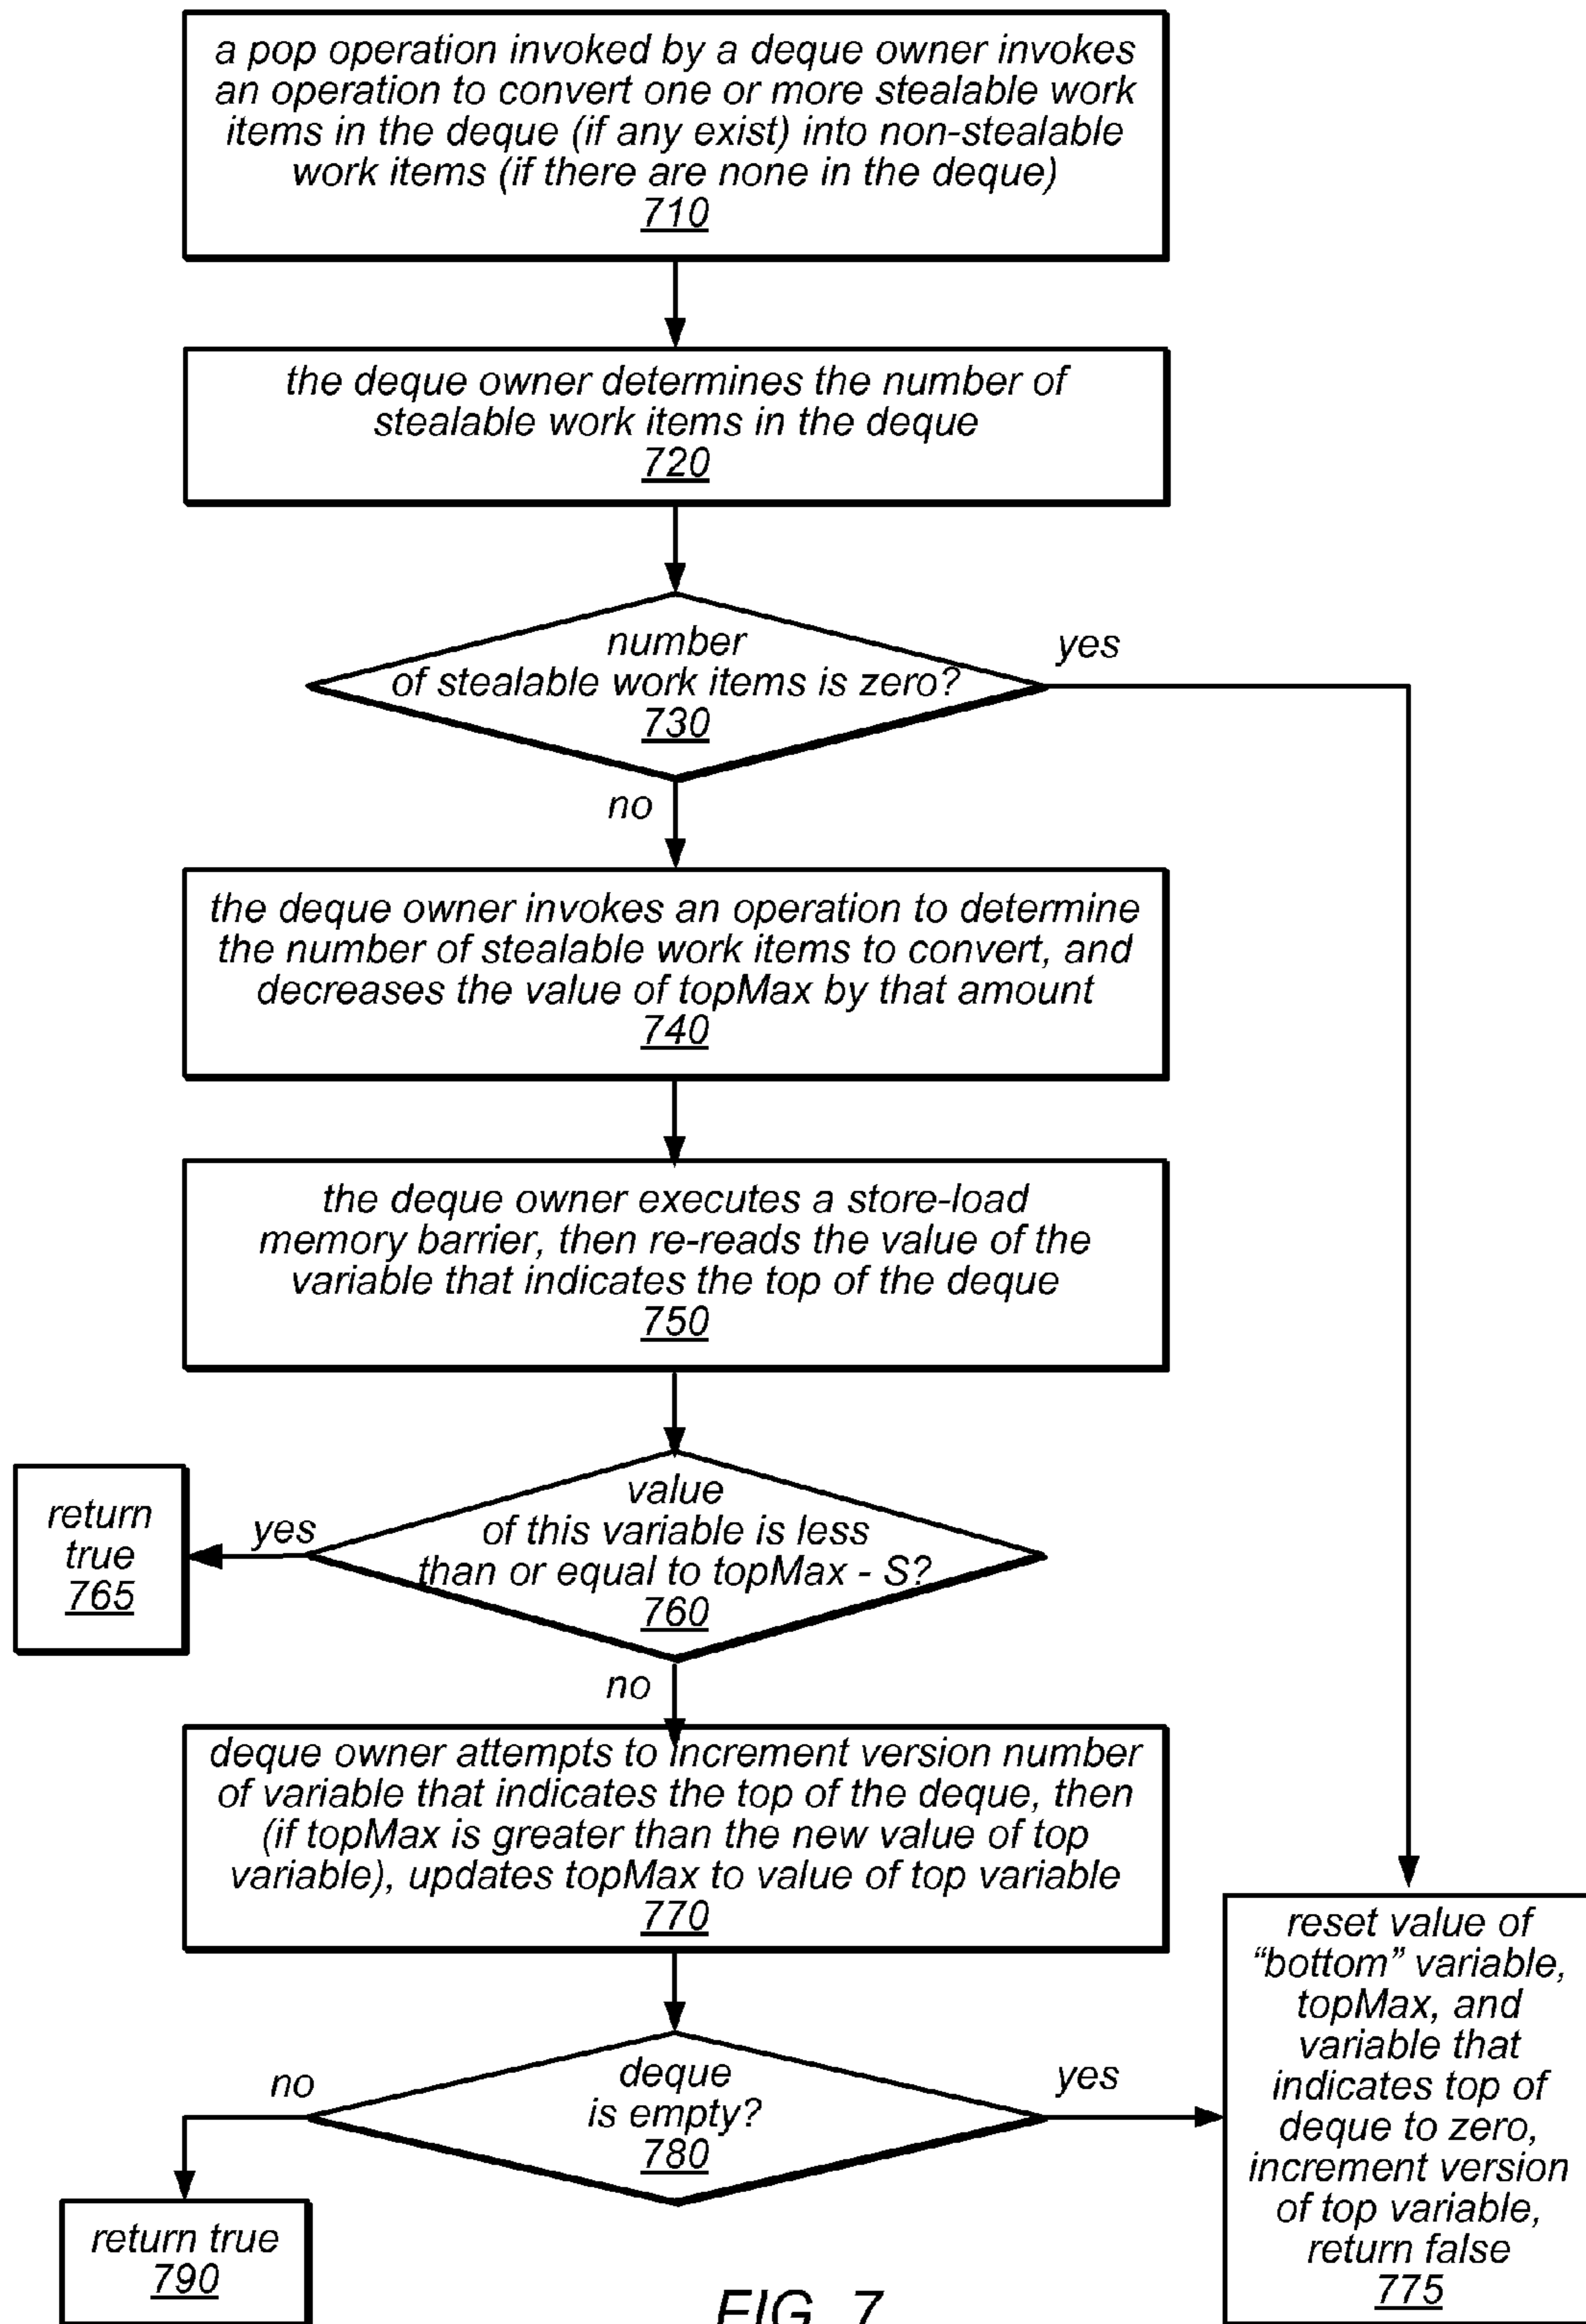 a pop operation invoked by a deque owner invokes
an operation to convert one or more stealable work
items in the deque (if any exist) into non-stealable
work items (if there are none in the deque)
710
the deque owner determines the number of
stealable work items in the deque
720
number
of stealable work items is zero?
730
yes
no
the deque owner invokes an operation to determine
the number of stealable work items to convert, and
decreases the value of topMax by that amount
740
the deque owner executes a store-load
memory barrier, then re-reads the value of the
variable that indicates the top of the deque
750
value
of this variable is less
than or equal to topMax - S?
760
yes
return
true
765
no
deque owner attempts to increment version number
of variable that indicates the top of the deque, then
(if topMax is greater than the new value of top
variable), updates topMax to value of top variable
770
deque
is empty?
780
no
yes
return true
790
reset value of
“bottom” variable,
topMax, and
variable that
indicates top of
deque to zero,
increment version
of top variable,
return false
775
FIG. 7